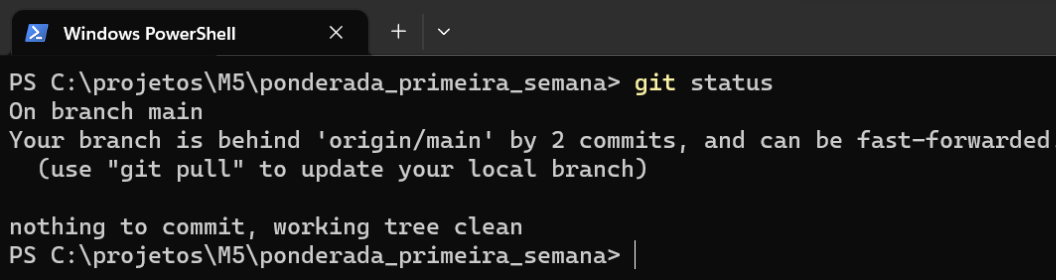 Windows PowerShell
PS C:\projetos\M5\ponderada_primeira_semana> git status
On branch main
Your branch is behind 'origin/main' by 2 commits, and can be fast-forwarded.
  (use "git pull" to update your local branch)

nothing to commit, working tree clean
PS C:\projetos\M5\ponderada_primeira_semana>